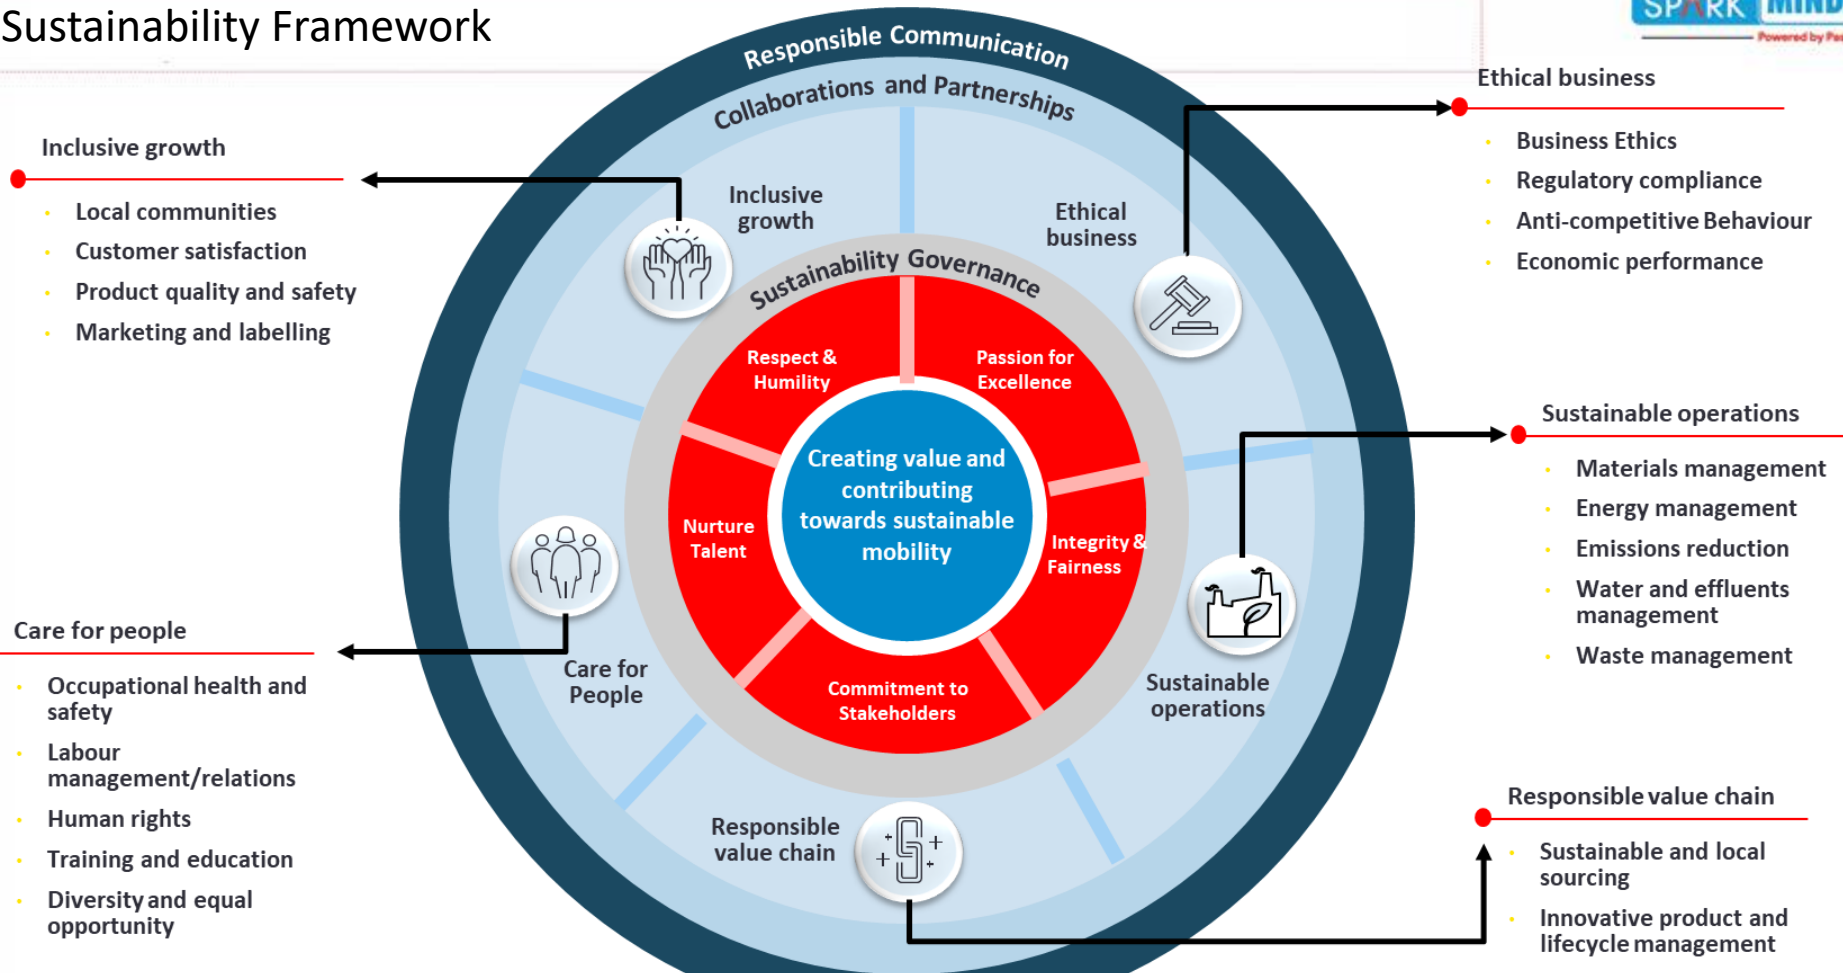 Sustainability Framework
SPARK MIND
Powered by
Responsible Communication
Collaborations and Partnerships
Sustainability Governance
Inclusive growth
Local communities
Customer satisfaction
Product quality and safety
Marketing and labelling
Inclusive
growth
Ethical
business
Ethical business
Business Ethics
Regulatory compliance
Anti-competitive Behaviour
Economic performance
Respect &
Humility
Passion for
Excellence
Creating value and
contributing
towards sustainable
mobility
Nurture
Talent
Integrity &
Fairness
Commitment to
Stakeholders
Sustainable operations
Materials management
Energy management
Emissions reduction
Water and effluents
management
Waste management
Care for people
Occupational health and
safety
Labour
management/relations
Human rights
Training and education
Diversity and equal
opportunity
Care for
People
Sustainable
operations
Responsible
value chain
Responsible value chain
Sustainable and local
sourcing
Innovative product and
lifecycle management